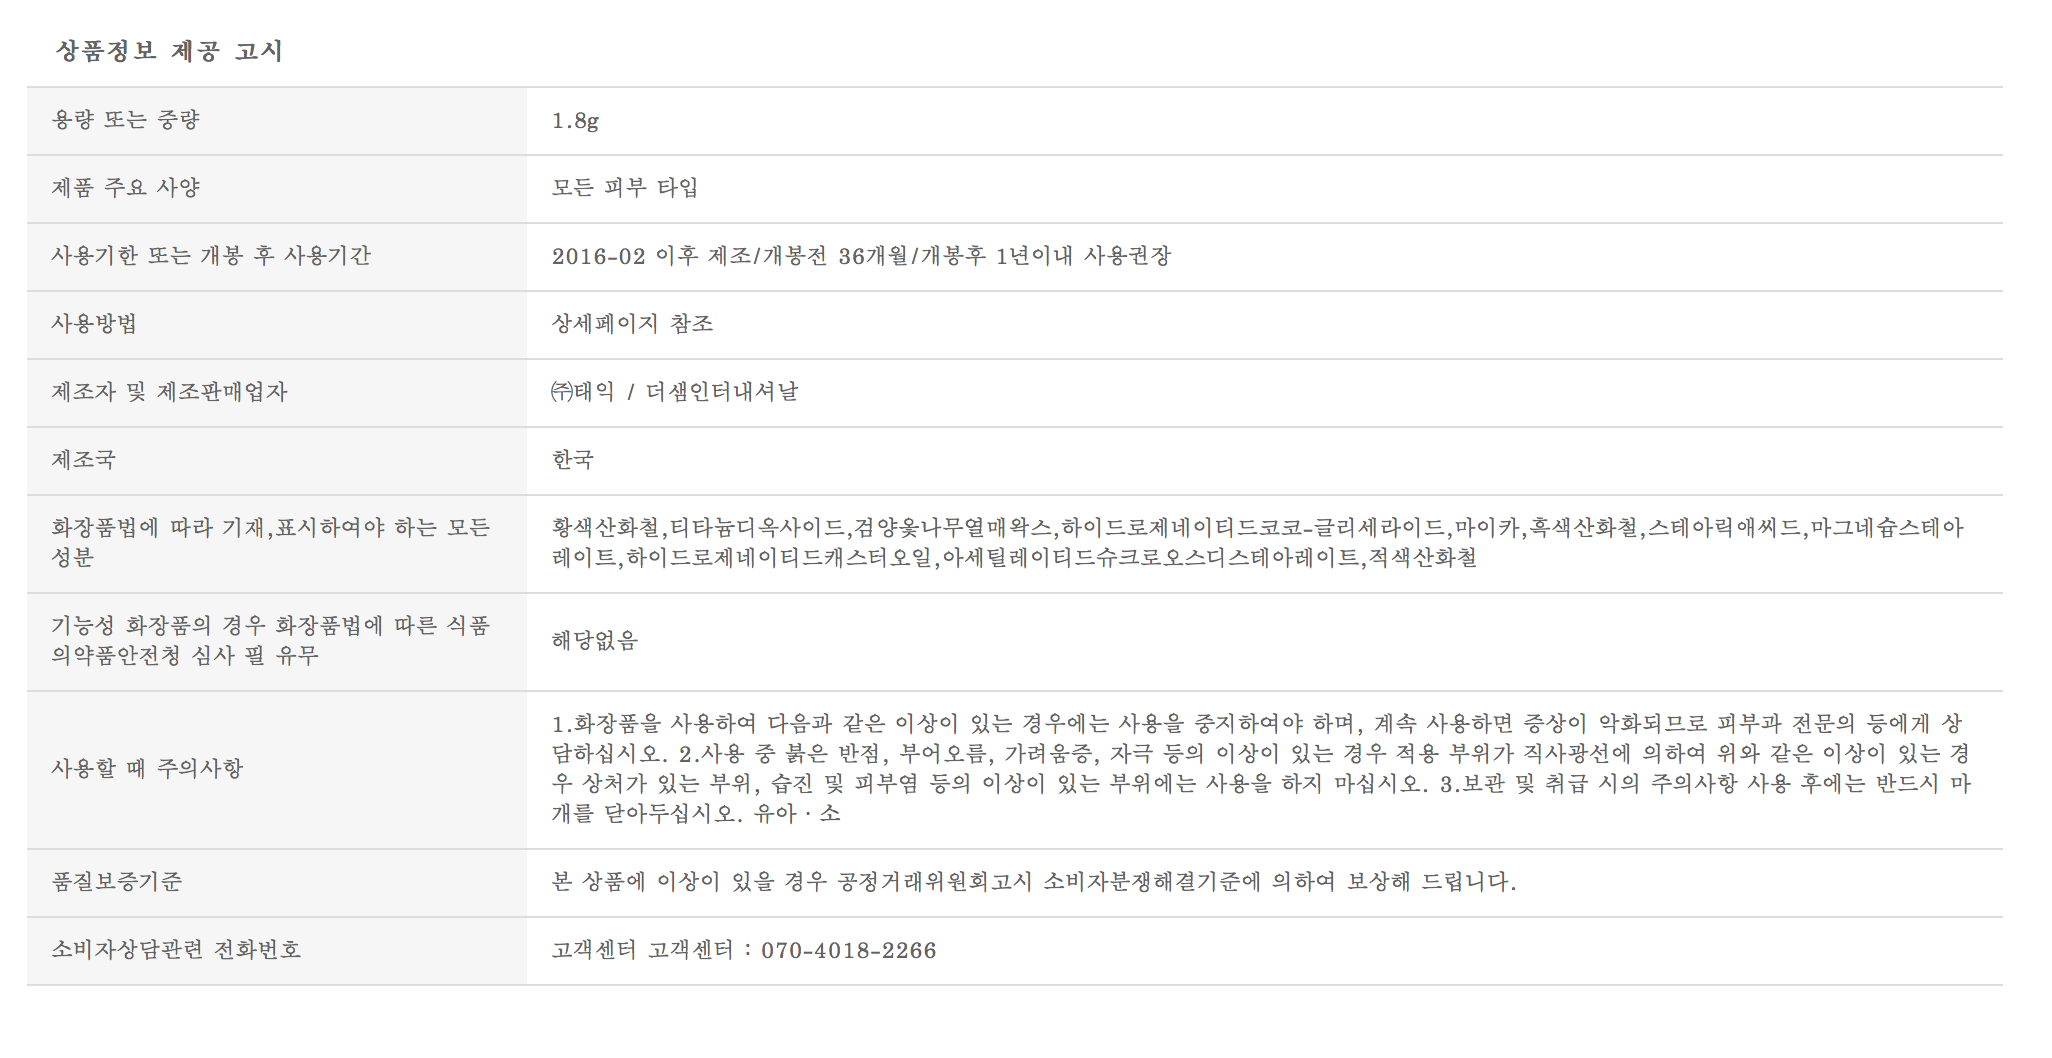 상품정보 제공 고시
용량 또는 중량
1.8g
제품 주요 사양
모든 피부 타입
사용기한 또는 개봉 후 사용기간
2016-02 이후 제조/개봉전 36개월/개봉후 1년이내 사용권장
사용방법
상세페이지 참조
제조자 및 제조판매업자
㈜태익 / 더샘인터내셔날
제조국
한국
화장품법에 따라 기재,표시하여야 하는 모든
성분
황색산화철,티타늄디옥사이드,검양옻나무열매왁스,하이드로제네이티드코코-글리세라이드,마이카,흑색산화철,스테아릭애씨드,마그네슘스테아
레이트,하이드로제네이티드캐스터오일,아세틸레이티드슈크로오스디스테아레이트,적색산화철
기능성 화장품의 경우 화장품법에 따른 식품
의약품안전청 심사 필 유무
해당없음
사용할 때 주의사항
1.화장품을 사용하여 다음과 같은 이상이 있는 경우에는 사용을 중지하여야 하며, 계속 사용하면 증상이 악화되므로 피부과 전문의 등에게 상
담하십시오. 2.사용 중 붉은 반점, 부어오름, 가려움증, 자극 등의 이상이 있는 경우 적용 부위가 직사광선에 의하여 위와 같은 이상이 있는 경
우 상처가 있는 부위, 습진 및 피부염 등의 이상이 있는 부위에는 사용을 하지 마십시오. 3.보관 및 취급 시의 주의사항 사용 후에는 반드시 마
개를 닫아두십시오. 유아ㆍ소
품질보증기준
본 상품에 이상이 있을 경우 공정거래위원회고시 소비자분쟁해결기준에 의하여 보상해 드립니다.
소비자상담관련 전화번호
고객센터 고객센터 : 070-4018-2266